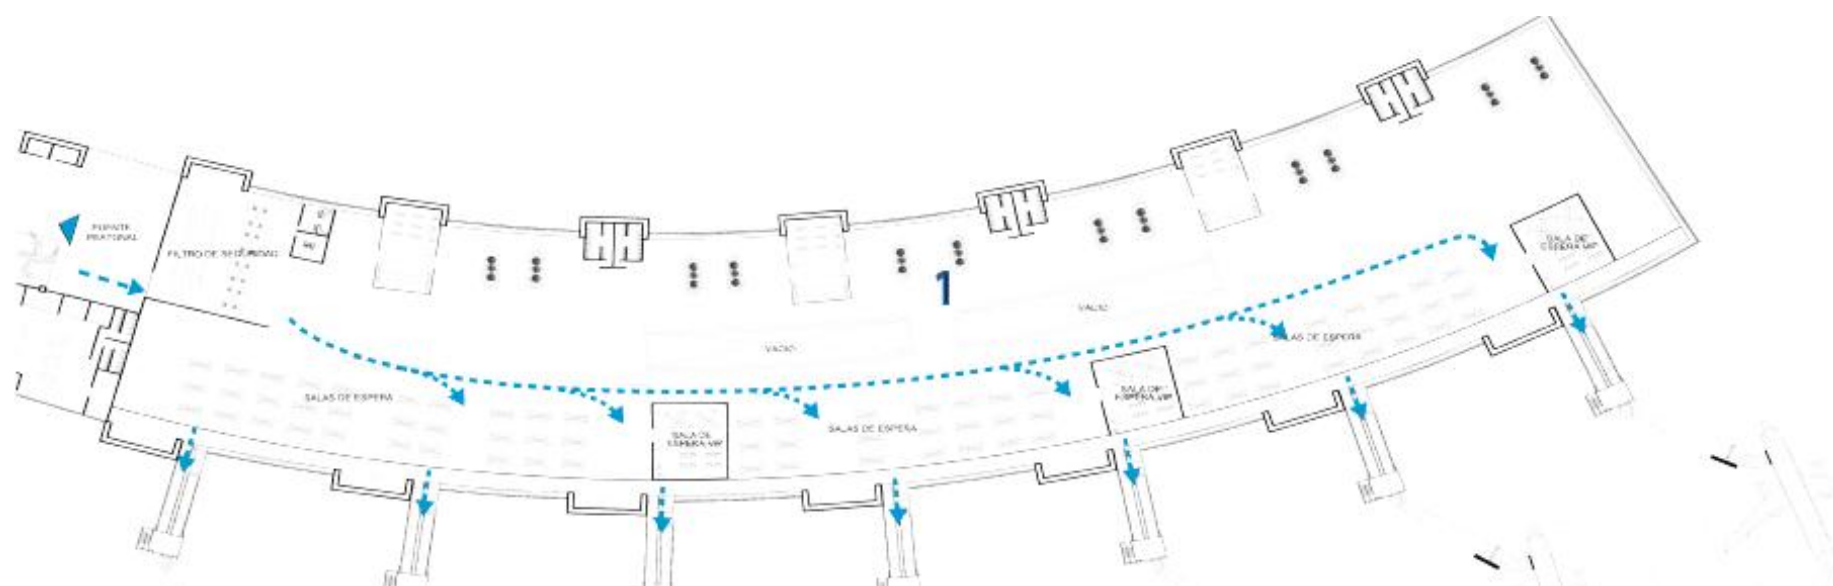 PUENTE
PEATONAL
FILTRO DE SEGURIDAD
1
VACIO
VACIO
SALAS DE ESPERA
SALAS DE ESPERA
SALAS DE ESPERA
SALA DE
ESPERA VIP
SALA DE
ESPERA VIP
SALA DE
ESPERA VIP